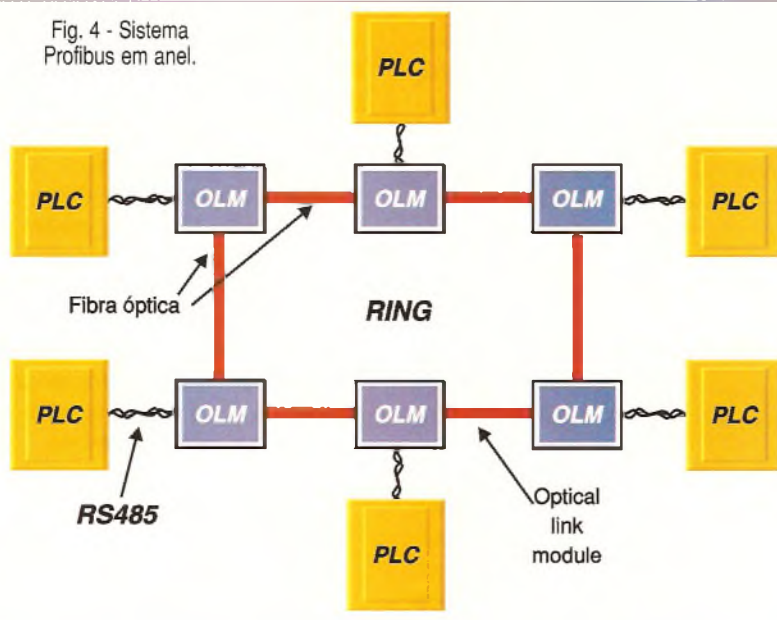 Fig. 4 - Sistema
Profibus em anel.
PLC
PLC
OLM
OLM
OLM
PLC
Fibra óptica
RING
PLC
OLM
OLM
OLM
PLC
RS485
PLC
Optical
link
module